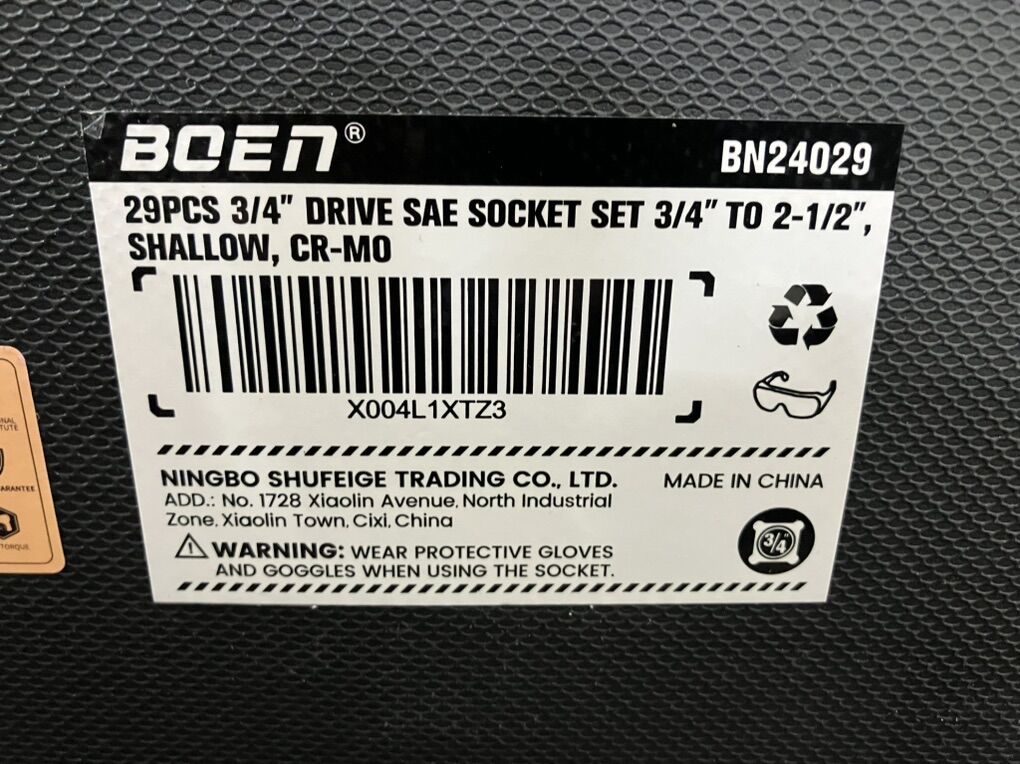 BOEN®
BN24029
29PCS 3/4" DRIVE SAE SOCKET SET 3/4" TO 2-1/2",
SHALLOW, CR-MO
X004L1XTZ3
NINGBO SHUFEIGE TRADING CO., LTD.
MADE IN CHINA
ADD.: No. 1728 Xiaolin Avenue, North Industrial
Zone, Xiaolin Town, Cixi, China
3/4"
WARNING: WEAR PROTECTIVE GLOVES
AND GOGGLES WHEN USING THE SOCKET.
TORQUE